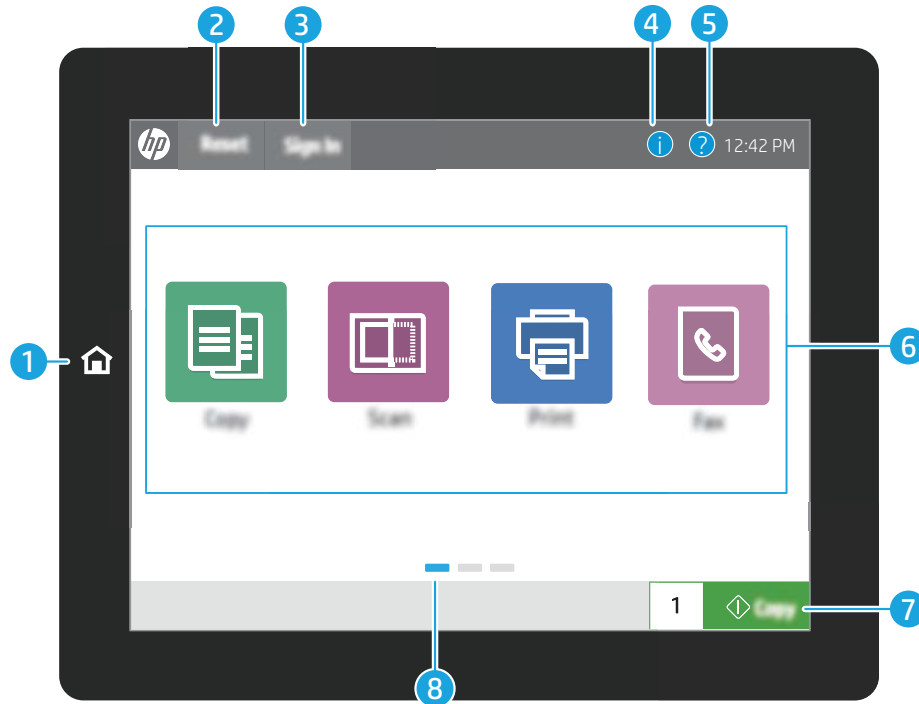 2 3 4 5
hp Reset Sign In i ? 12:42 PM
1 6
Copy Scan Print Fax
1 Copy 7
8